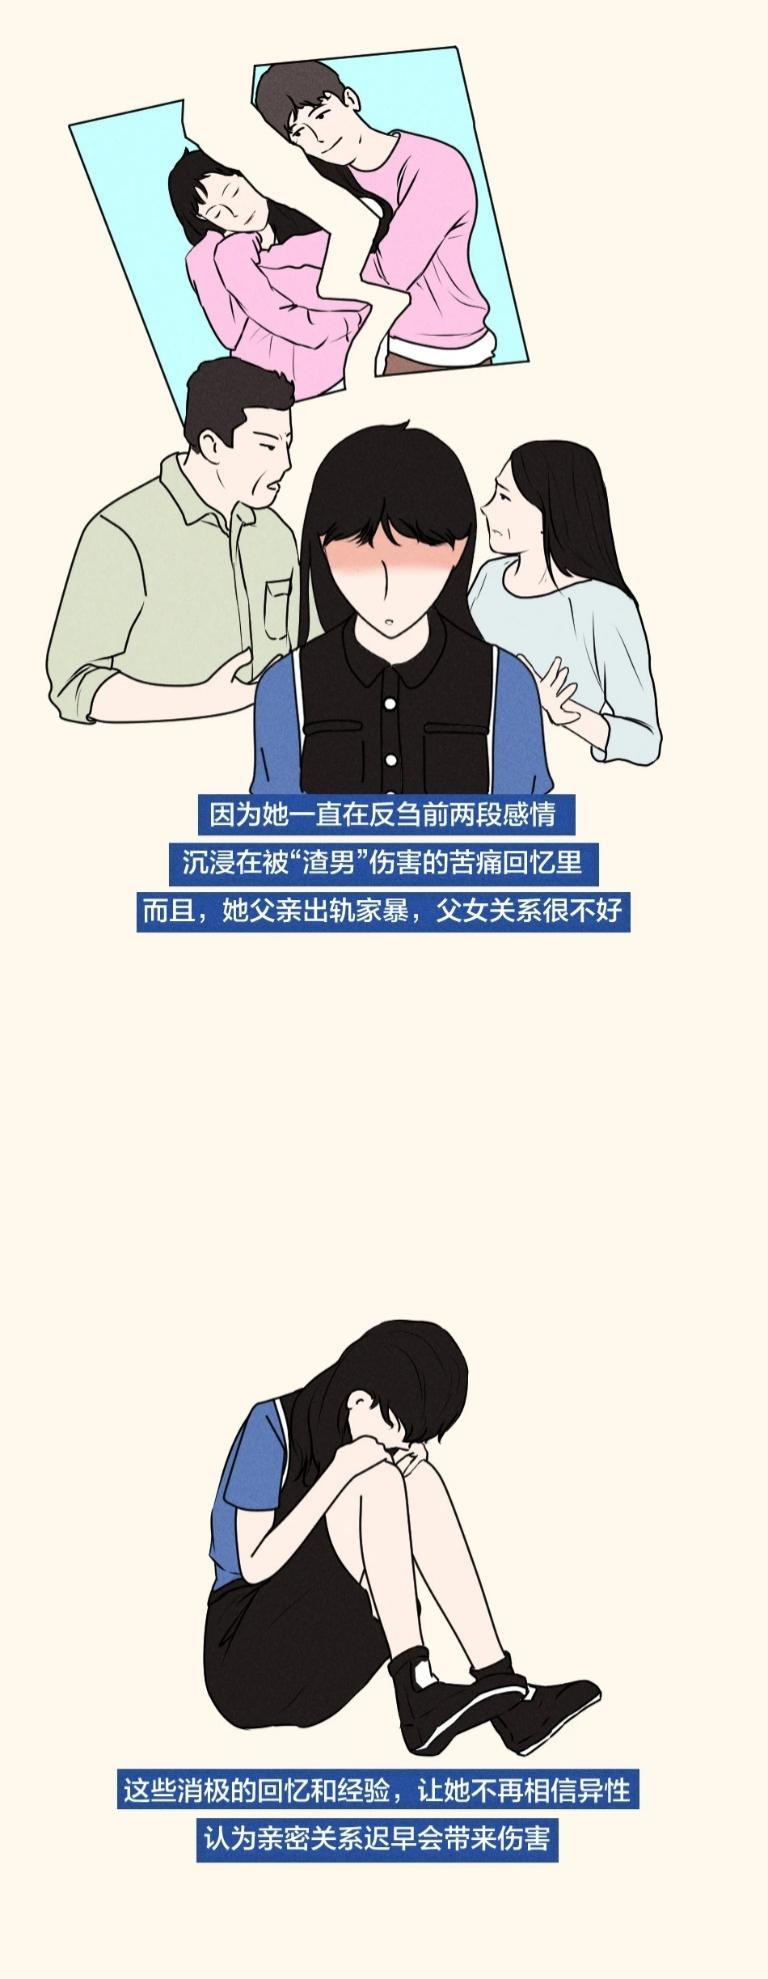 因为她一直在反刍前两段感情
沉浸在被“渣男”伤害的苦痛回忆里
而且，她父亲出轨家暴，父女关系很不好
这些消极的回忆和经验，让她不再相信异性
认为亲密关系迟早会带来伤害